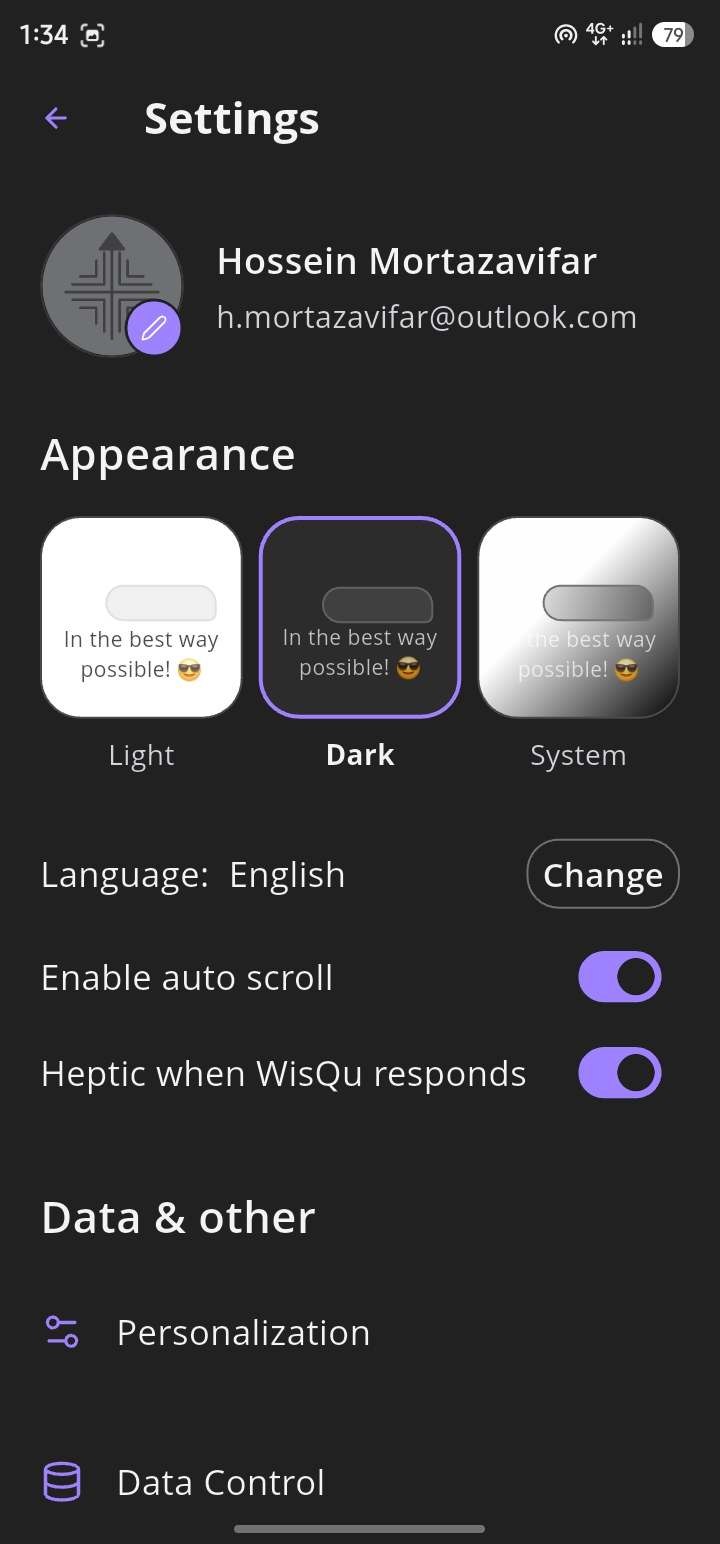 1:34
4G+
79
Settings
Hossein Mortazavifar
h.mortazavifar@outlook.com
Appearance
In the best way
possible! 😎
In the best way
possible! 😎
the best way
possible! 😎
Light
Dark
System
Language: English
Change
Enable auto scroll
Heptic when WisQu responds
Data & other
Personalization
Data Control